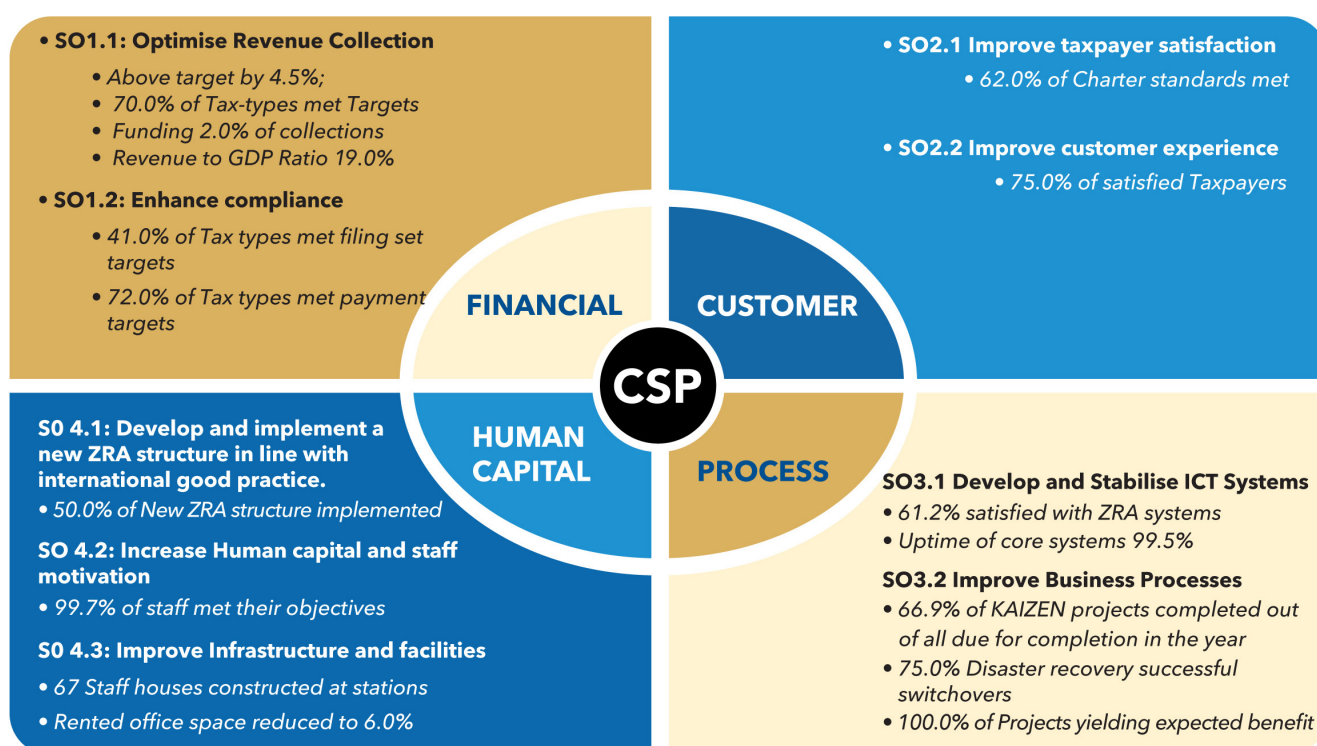 • SO1.1: Optimise Revenue Collection
• Above target by 4.5%;
• 70.0% of Tax-types met Targets
• Funding 2.0% of collections
• Revenue to GDP Ratio 19.0%
• SO1.2: Enhance compliance
• 41.0% of Tax types met filing set
targets
• 72.0% of Tax types met payment
targets
• SO2.1 Improve taxpayer satisfaction
• 62.0% of Charter standards met
• SO2.2 Improve customer experience
• 75.0% of satisfied Taxpayers
FINANCIAL
CUSTOMER
CSP
HUMAN
CAPITAL
PROCESS
S0 4.1: Develop and implement a
new ZRA structure in line with
international good practice.
• 50.0% of New ZRA structure implemented
SO 4.2: Increase Human capital and staff
motivation
• 99.7% of staff met their objectives
S0 4.3: Improve Infrastructure and facilities
• 67 Staff houses constructed at stations
• Rented office space reduced to 6.0%
SO3.1 Develop and Stabilise ICT Systems
• 61.2% satisfied with ZRA systems
• Uptime of core systems 99.5%
SO3.2 Improve Business Processes
• 66.9% of KAIZEN projects completed out
of all due for completion in the year
• 75.0% Disaster recovery successful
switchovers
• 100.0% of Projects yielding expected benefit